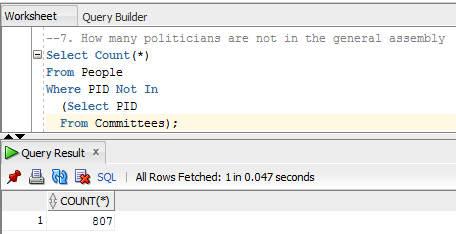 Worksheet Query Builder
--7. How many politicians are not in the general assembly
Select Count(*)
From People
Where PID Not In
(Select PID
From Committees);
Query Result x
SQL | All Rows Fetched: 1 in 0.047 seconds
COUNT(*)
1 807